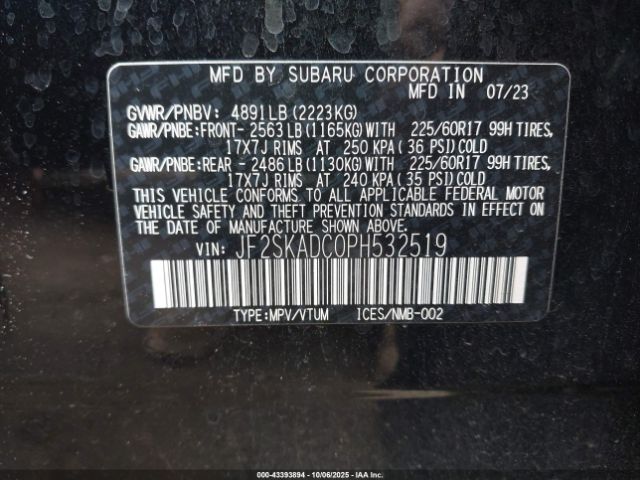 MFD BY SUBARU CORPORATION
MFD IN 07/23
GVWR/PNBV: 4891LB (2223KG)
GAWR/PNBE:FRONT- 2563 LB (1165KG) WITH 225/60R17 99H TIRES,
17X7J RIMS AT 250 KPA (36 PSI) COLD
GAWR/PNBE:REAR - 2486 LB (1130KG) WITH 225/60R17 99H TIRES,
17X7J RIMS AT 240 KPA (35 PSI) COLD
THIS VEHICLE CONFORMS TO ALL APPLICABLE FEDERAL MOTOR
VEHICLE SAFETY AND THEFT PREVENTION STANDARDS IN EFFECT ON
THE DATE OF MANUFACTURE SHOWN ABOVE.
VIN: JF2SKADC0PH532519
TYPE:MPV/VTUM ICES/NMB-002
000-43393894 | 10/06/2025 | IAA, Inc.